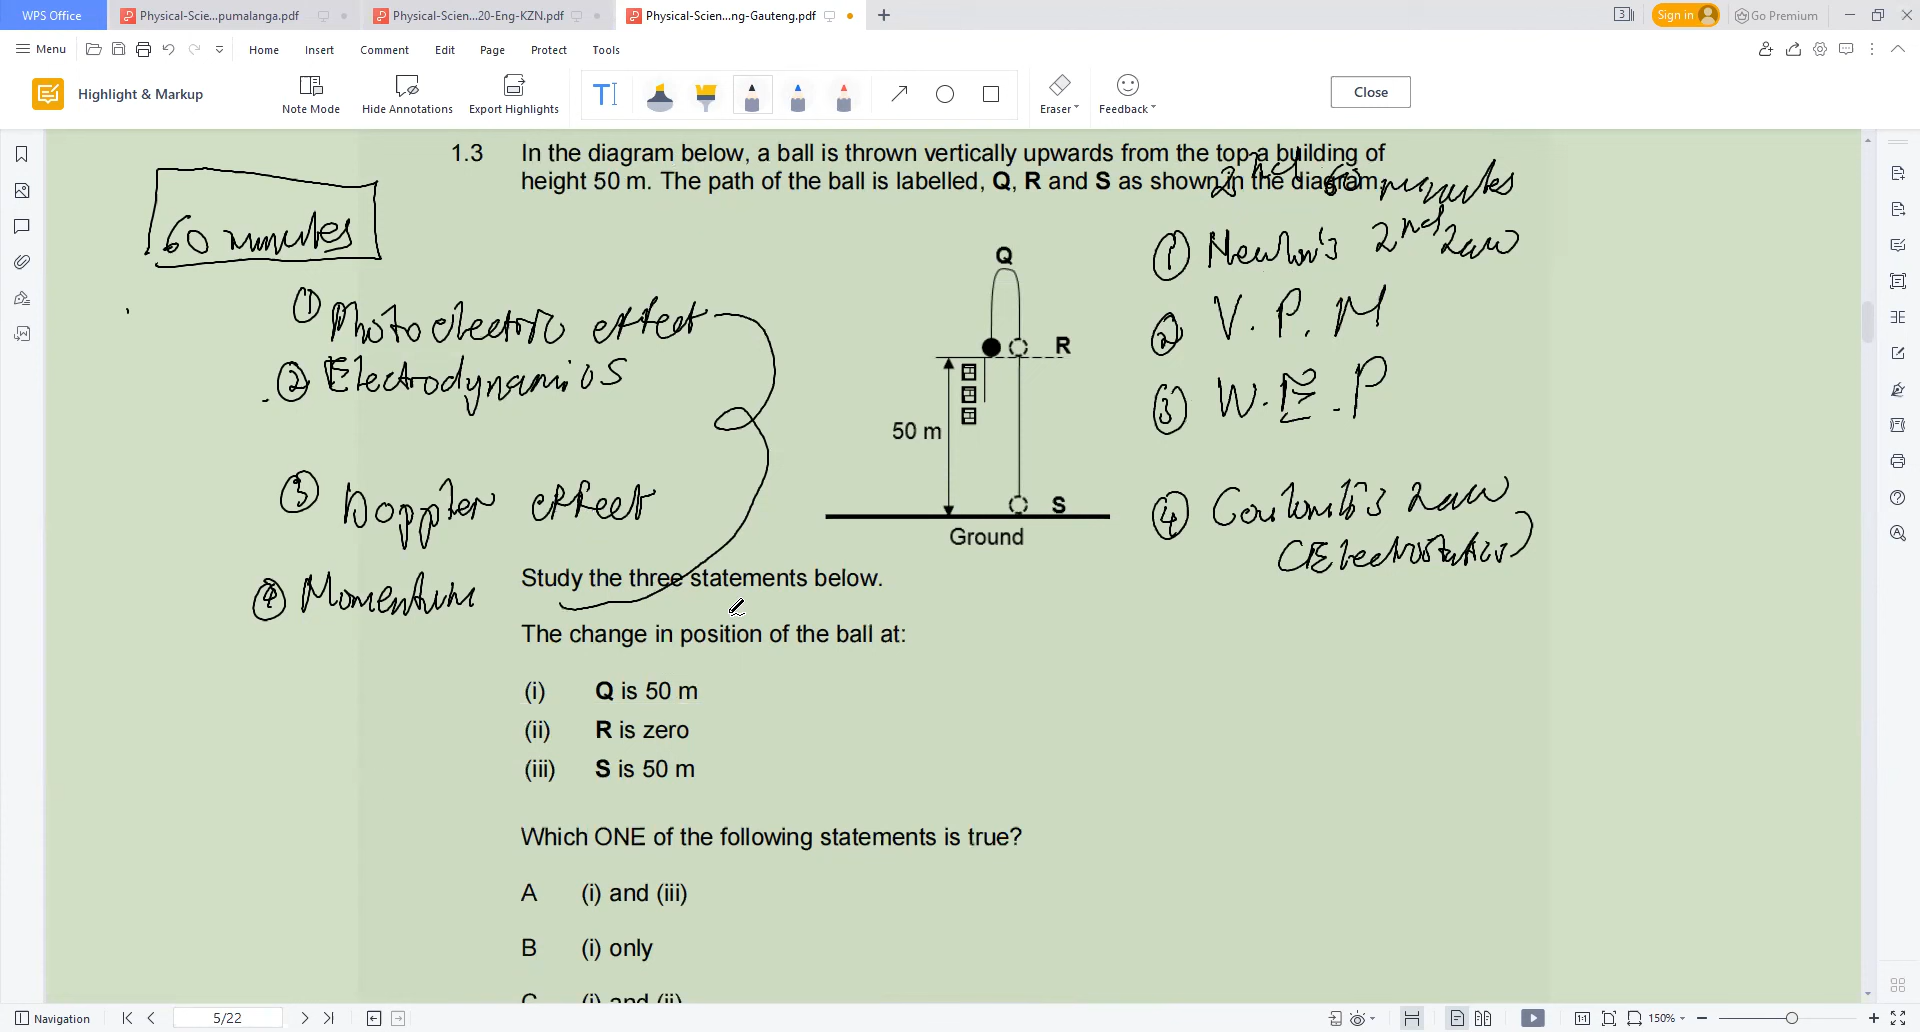 WPS Office
Physical-Scie...pumalanga.pdf
Physical-Scien...20-Eng-KZN.pdf
Physical-Scien...ng-Gauteng.pdf
3
Sign in
Go Premium
Menu
Home Insert Comment Edit Page Protect Tools
Highlight & Markup
Note Mode
Hide Annotations
Export Highlights
Eraser
Feedback
Close
1.3 In the diagram below, a ball is thrown vertically upwards from the top a building of
height 50 m. The path of the ball is labelled, Q, R and S as shown in the diagram.
60 minutes
① Photoelectric effect
② Electrodynamics
③ Doppler effect
④ Momentum
Q
R
50 m
S
Ground
2nd 60 minutes
① Newton's 2nd Law
② V.P.M
③ W.E.P
④ Coulomb's Law
(Electrostatics)
Study the three statements below.
The change in position of the ball at:
(i) Q is 50 m
(ii) R is zero
(iii) S is 50 m
Which ONE of the following statements is true?
A (i) and (iii)
B (i) only
C (i) and (ii)
Navigation
5/22
150%